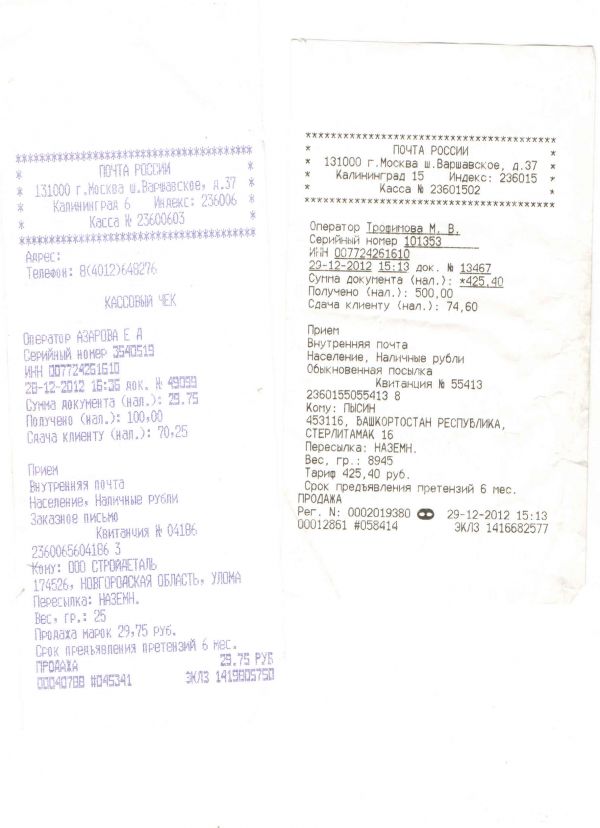 ****************************************
* ПОЧТА РОССИИ *
* 131000 г.Москва ш.Варшавское, д.37 *
* Калининград 6 Индекс: 236006 *
* Касса № 23600603 *
****************************************
Адрес:
Телефон: 8(4012)648276
КАССОВЫЙ ЧЕК
Оператор АЗАРОВА Е А
Серийный номер 3540519
ИНН 007724261610
28-12-2012 16:36 док. № 49099
Сумма документа (нал.): 29.75
Получено (нал.): 100,00
Сдача клиенту (нал.): 70,25
Прием
Внутренняя почта
Население, Наличные рубли
Заказное письмо
Квитанция № 04186
2360065604186 3
Кому: ООО СТРОЙДЕТАЛЬ
174526, НОВГОРОДСКАЯ ОБЛАСТЬ, УЛОМА
Пересылка: НАЗЕМН.
Вес, гр.: 25
Продажа марок 29,75 руб.
Срок предъявления претензий 6 мес.
ПРОДАЖА 29.75 РУБ
00040788 #045341 ЭКЛЗ 1419805750
****************************************
* ПОЧТА РОССИИ *
* 131000 г.Москва ш.Варшавское, д.37 *
* Калининград 15 Индекс: 236015 *
* Касса № 23601502 *
****************************************
Оператор Трофимова М. В.
Серийный номер 101353
ИНН 007724261610
29-12-2012 15:13 док. № 13467
Сумма документа (нал.): *425,40
Получено (нал.): 500,00
Сдача клиенту (нал.): 74,60
Прием
Внутренняя почта
Население, Наличные рубли
Обыкновенная посылка
Квитанция № 55413
2360155055413 8
Кому: ПЫСИН
453116, БАШКОРТОСТАН РЕСПУБЛИКА,
СТЕРЛИТАМАК 16
Пересылка: НАЗЕМН.
Вес, гр.: 8945
Тариф 425,40 руб.
Срок предъявления претензий 6 мес.
ПРОДАЖА
Рег. N: 0002019380 29-12-2012 15:13
00012861 #058414 ЭКЛЗ 1416682577